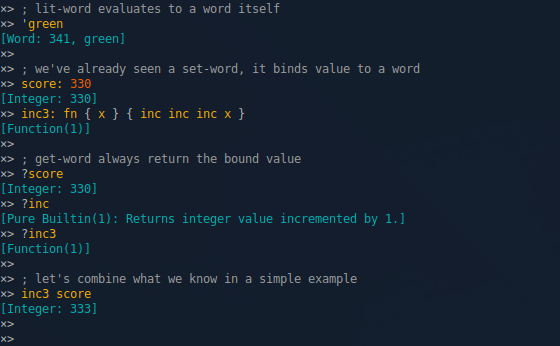 ×> ; lit-word evaluates to a word itself
×> 'green
[Word: 341, green]
×>
×> ; we've already seen a set-word, it binds value to a word
×> score: 330
[Integer: 330]
×> inc3: fn { x } { inc inc inc x }
[Function(1)]
×>
×> ; get-word always return the bound value
×> ?score
[Integer: 330]
×> ?inc
[Pure Builtin(1): Returns integer value incremented by 1.]
×> ?inc3
[Function(1)]
×>
×> ; let's combine what we know in a simple example
×> inc3 score
[Integer: 333]
×>
×>